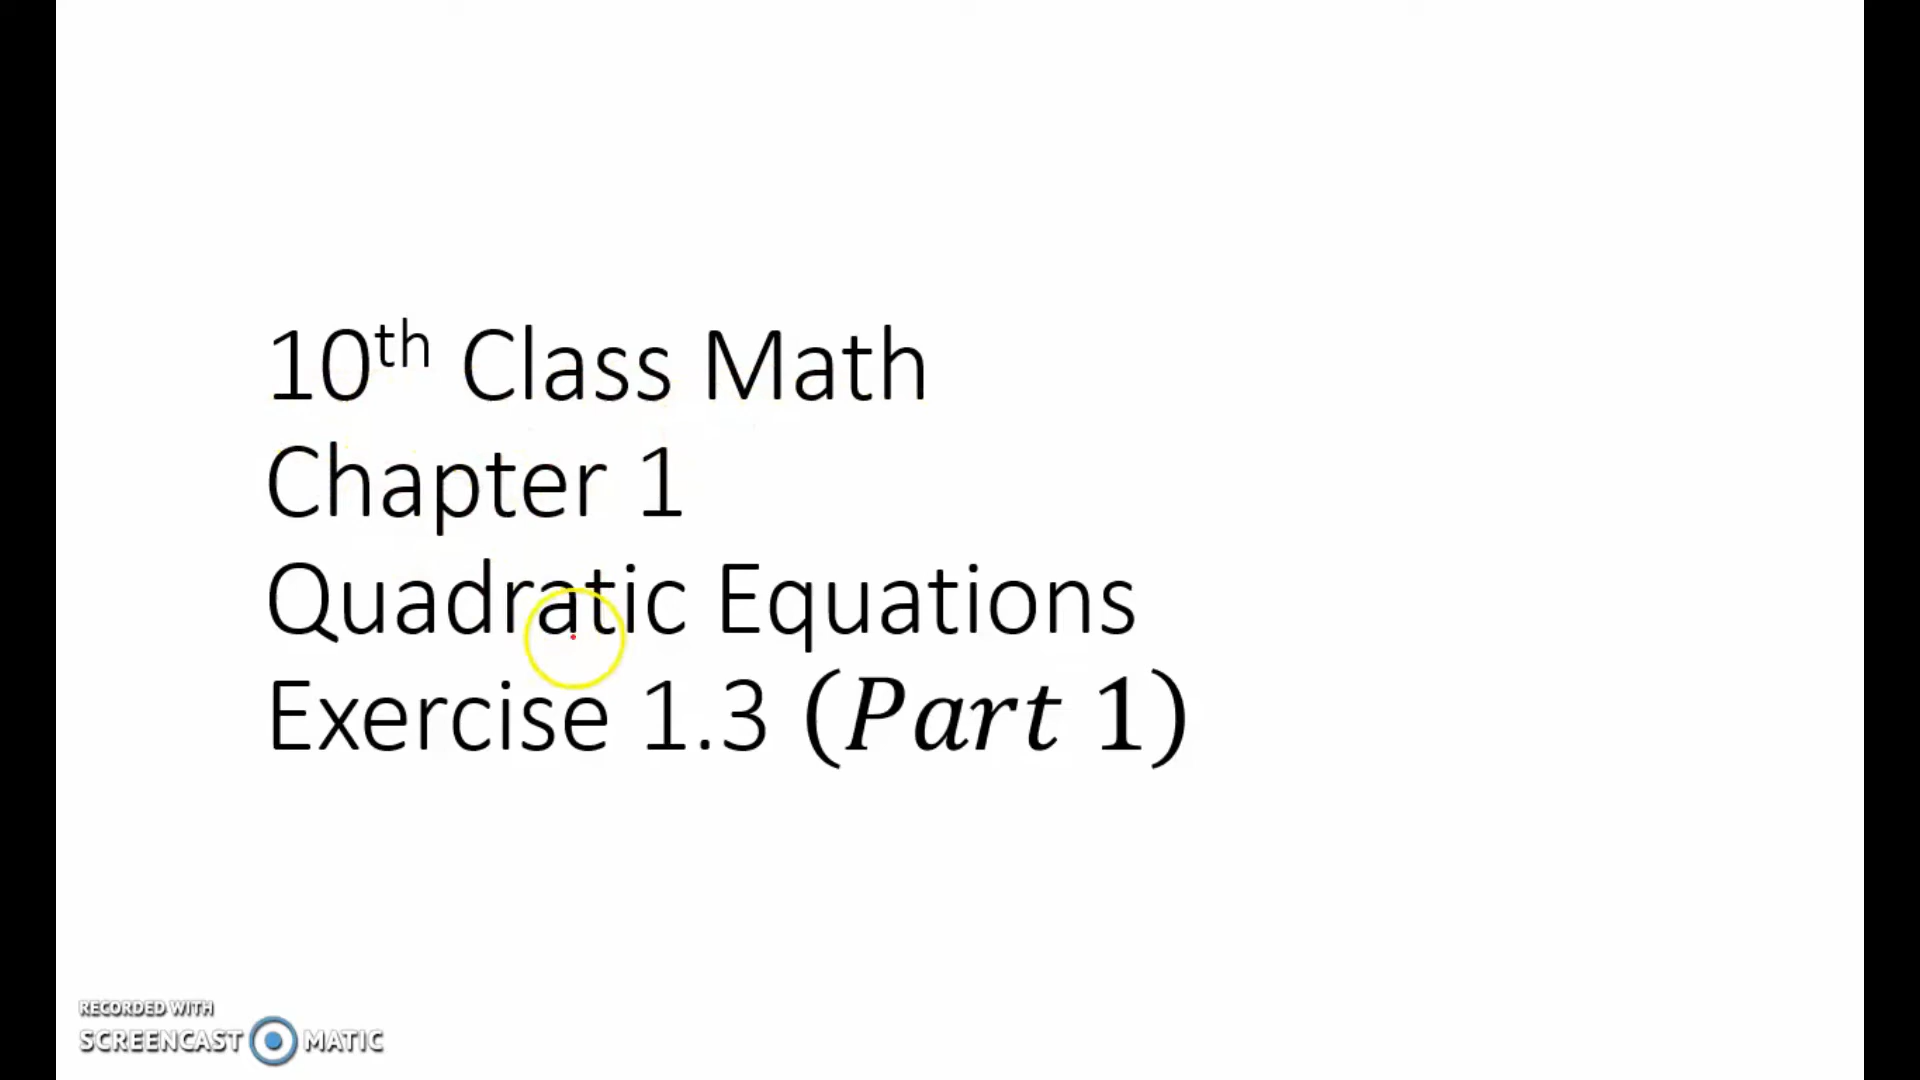 10th Class Math
Chapter 1
Quadratic Equations
Exercise 1.3 (Part 1)
RECORDED WITH
SCREENCAST MATIC